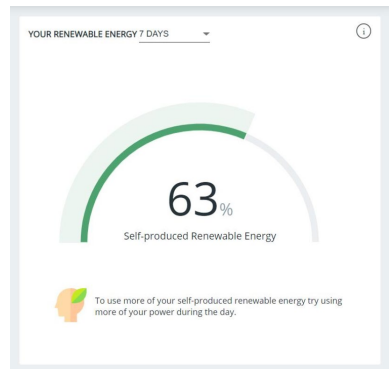 YOUR RENEWABLE ENERGY 7 DAYS
i
63%
Self-produced Renewable Energy
To use more of your self-produced renewable energy try using
more of your power during the day.